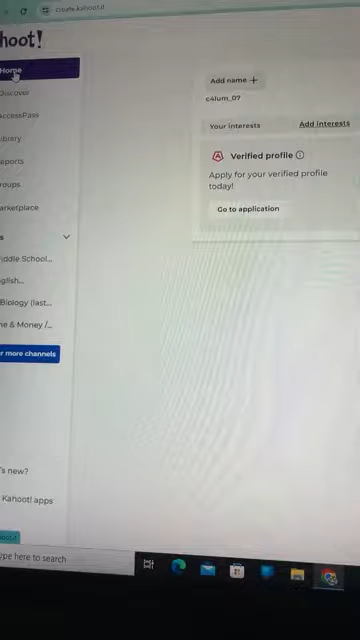 create.kahoot.it
hoot!
Home
Discover
AccessPass
ibrary
eports
roups
arketplace
s
iddle School...
glish...
Biology (last...
ne & Money /...
r more channels
's new?
Kahoot! apps
oot.it
ype here to search
Add name +
c4lum_07
Your interests
Add interests
Verified profile
Apply for your verified profile
today!
Go to application